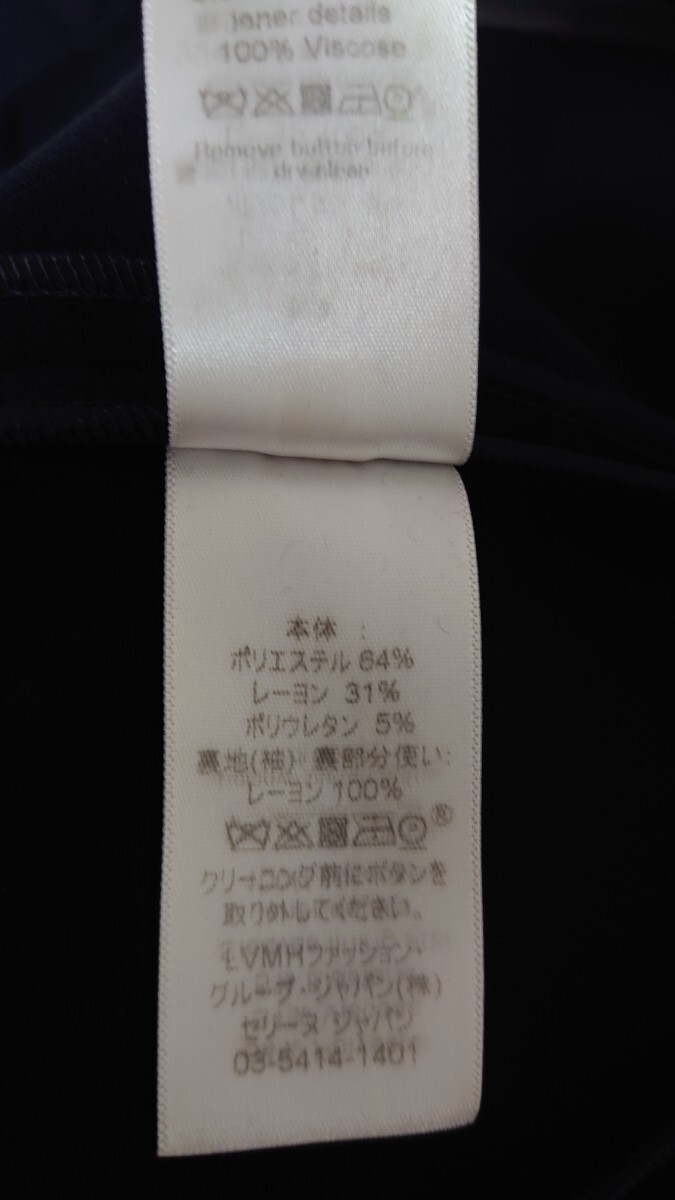 inner details
100% Viscose
Remove button before
dryclean
本体 :
ポリエステル 64%
レーヨン 31%
ポリウレタン 5%
裏地(袖) 裏部分使い:
レーヨン 100%
®
クリーニング前にボタンを
取り外してください。
LVMHファッション・
グループ・ジャパン(株)
セリーヌ ジャパン
03-5414-1401